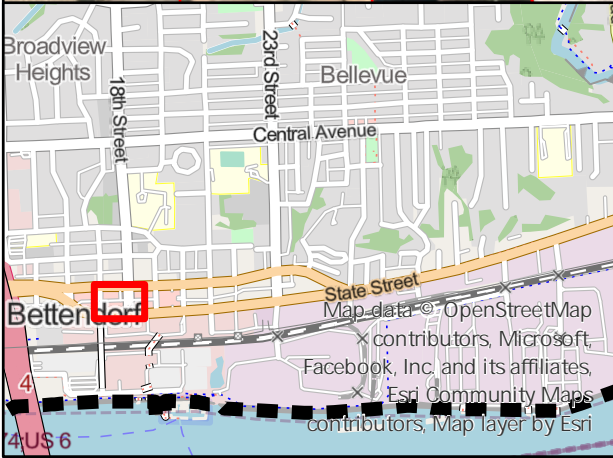 Broadview
Heights
18th Street
23rd Street
Bellevue
Central Avenue
State Street
Bettendorf
Map data © OpenStreetMap
contributors, Microsoft,
Facebook, Inc. and its affiliates,
Esri Community Maps
contributors, Map layer by Esri
4
74;US 6